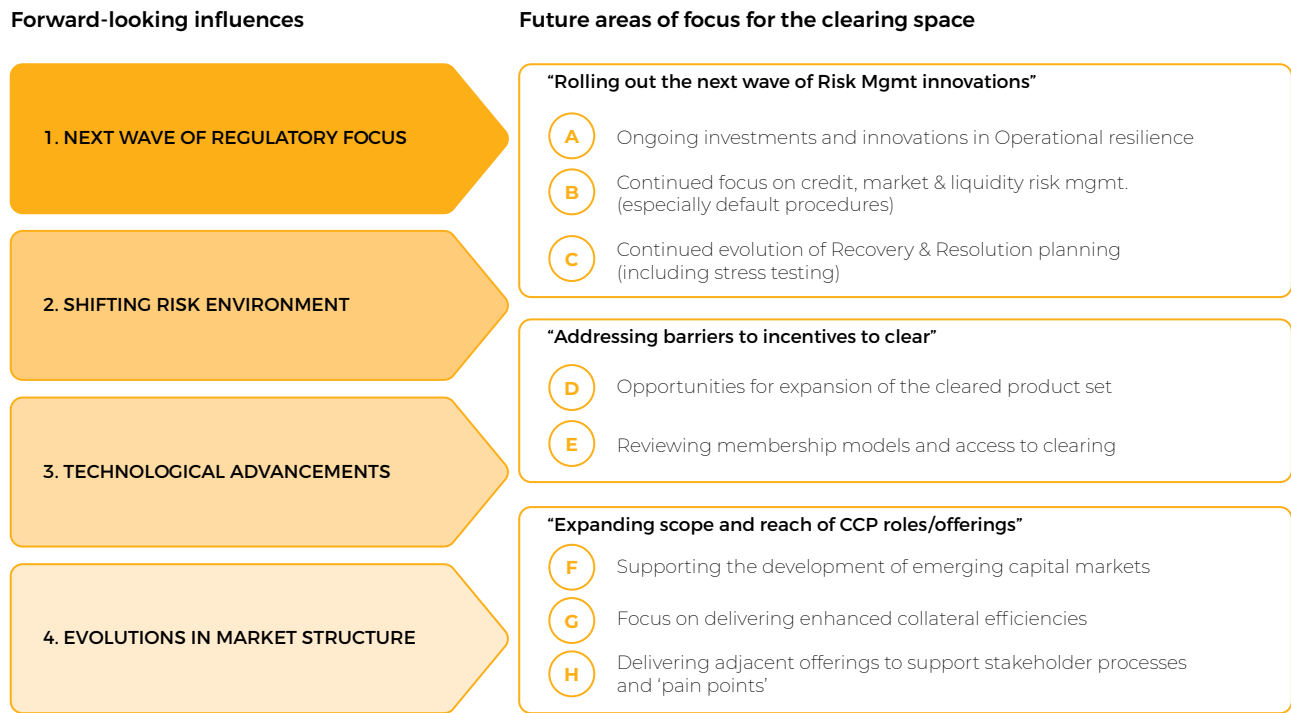 Forward-looking influences
Future areas of focus for the clearing space
1. NEXT WAVE OF REGULATORY FOCUS
2. SHIFTING RISK ENVIRONMENT
3. TECHNOLOGICAL ADVANCEMENTS
4. EVOLUTIONS IN MARKET STRUCTURE
“Rolling out the next wave of Risk Mgmt innovations”
A Ongoing investments and innovations in Operational resilience
B Continued focus on credit, market & liquidity risk mgmt.
(especially default procedures)
C Continued evolution of Recovery & Resolution planning
(including stress testing)
“Addressing barriers to incentives to clear”
D Opportunities for expansion of the cleared product set
E Reviewing membership models and access to clearing
“Expanding scope and reach of CCP roles/offerings”
F Supporting the development of emerging capital markets
G Focus on delivering enhanced collateral efficiencies
H Delivering adjacent offerings to support stakeholder processes
and ‘pain points’